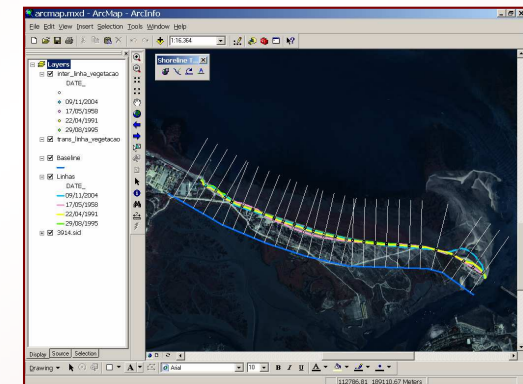 arcmap.mxd - ArcMap - ArcInfo
File Edit View Insert Selection Tools Window Help
1:16,364
Layers
inter_linha_vegetacao
DATE_
09/11/2004
17/05/1958
22/04/1991
29/08/1995
trans_linha_vegetacao
Baseline
Linhas
DATE_
09/11/2004
17/05/1958
22/04/1991
29/08/1995
3914.sid
Shoreline T...
Display Source Selection
Drawing
A
Arial
10
B I U A
112786.81 189110.67 Meters